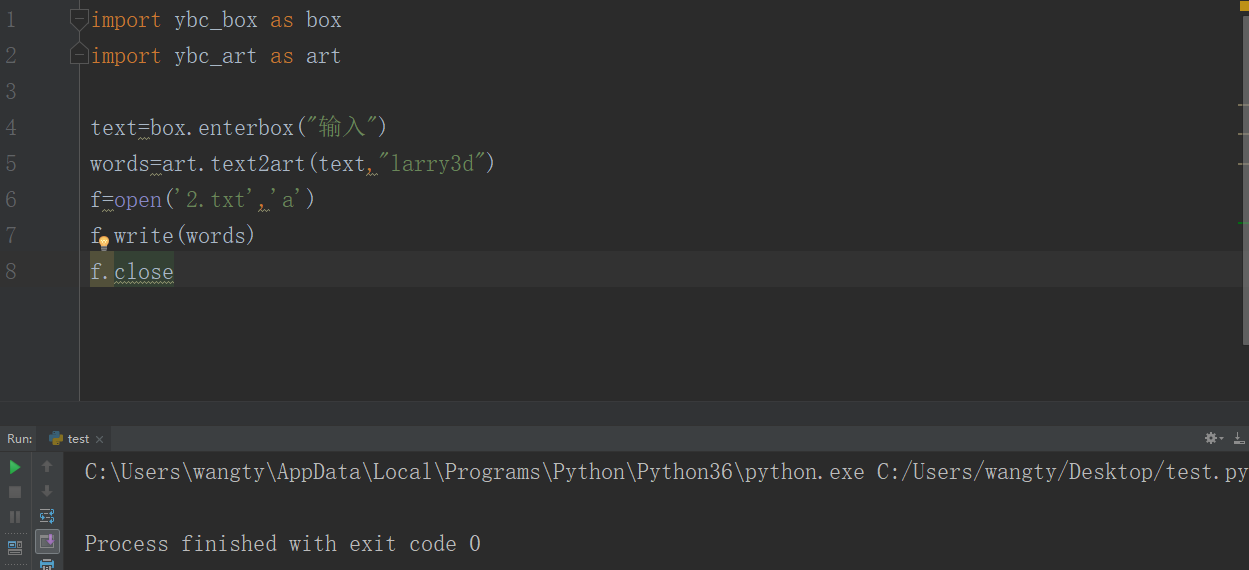 1 import ybc_box as box
2 import ybc_art as art
3
4 text=box.enterbox("输入")
5 words=art.text2art(text,"larry3d")
6 f=open('2.txt','a')
7 f.write(words)
8 f.close
Run: test
C:\Users\wangty\AppData\Local\Programs\Python\Python36\python.exe C:/Users/wangty/Desktop/test.py
Process finished with exit code 0